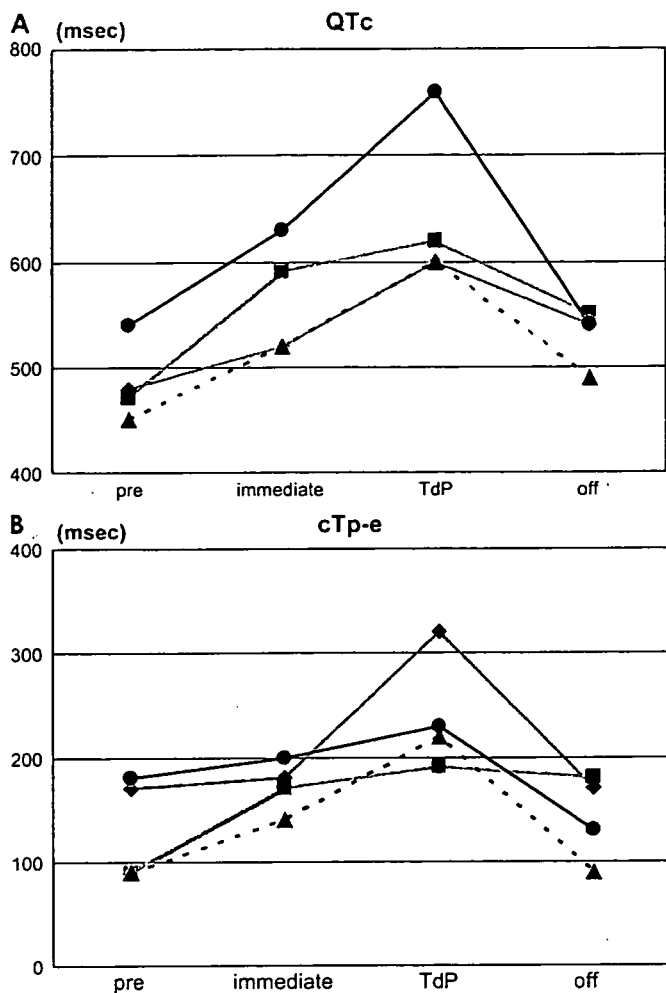 A (msec) QTc
800
700
600
500
400
pre immediate TdP off
B (msec) cTp-e
400
300
200
100
0
pre immediate TdP off